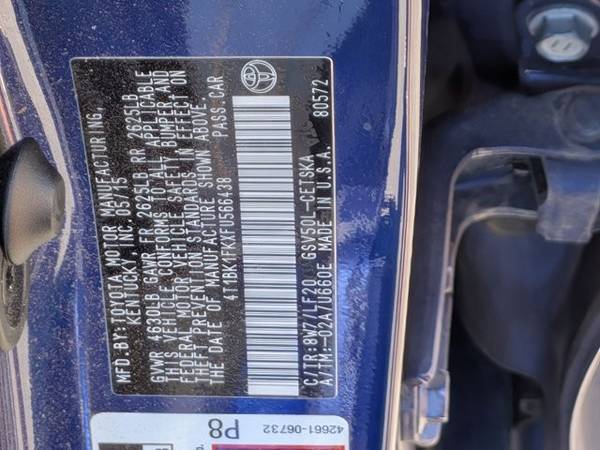 MFD.BY: TOYOTA MOTOR MANUFACTURING,
KENTUCKY, INC. 05/15
GVWR 4630LB GAWR FR 2625LB RR 2625LB
THIS VEHICLE CONFORMS TO ALL APPLICABLE
FEDERAL MOTOR VEHICLE SAFETY, BUMPER, AND
THEFT PREVENTION STANDARDS IN EFFECT ON
THE DATE OF MANUFACTURE SHOWN ABOVE.
4T1BK1FKXFU566438 PASS.CAR
C/TR:8W7/LF20 GSV50L-CETSKA
A/TM:-02A/U660E MADE IN U.S.A. 80572
P8
42661-06732